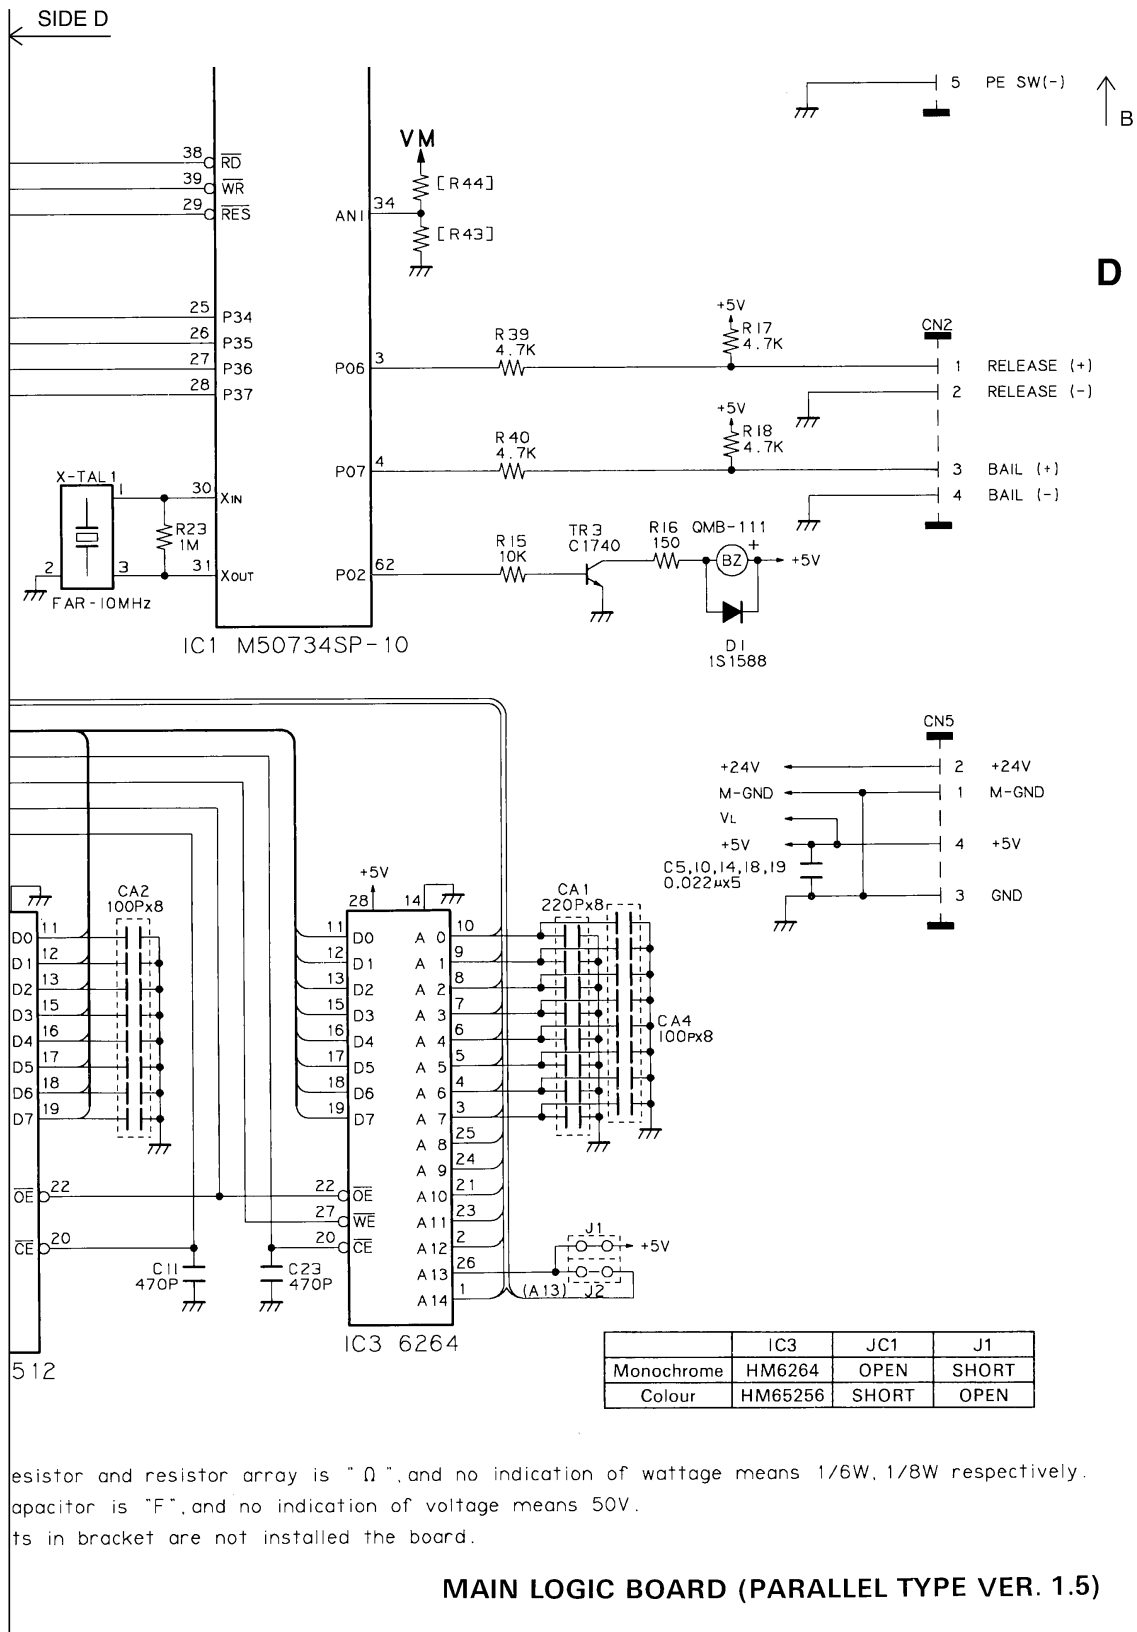 SIDE D
5 PE SW(-)
B
VM
38 RD
[R44]
39 WR
29 RES
AN1 34
[R43]
D
25 P34
26 P35
27 P36
28 P37
+5V
R39
4.7K
R17
4.7K
CN2
P06 3
1 RELEASE (+)
2 RELEASE (-)
+5V
R40
4.7K
R18
4.7K
P07 4
3 BAIL (+)
4 BAIL (-)
X-TAL1
1
30 XIN
R23
1M
2
3
31 XOUT
FAR-10MHz
P02 62
R15
10K
TR3
C1740
R16
150
QMB-111
+
BZ
+5V
D1
1S1588
IC1 M50734SP-10
CN5
+24V 2 +24V
M-GND 1 M-GND
VL
+5V 4 +5V
C5,10,14,18,19
0.022µx5
3 GND
CA2
100Px8
+5V
28
14
CA1
220Px8
D0 11
D1 12
D2 13
D3 15
D4 16
D5 17
D6 18
D7 19
OE 22
CE 20
11 D0
12 D1
13 D2
15 D3
16 D4
17 D5
18 D6
19 D7
22 OE
27 WE
20 CE
A 0 10
A 1 9
A 2 8
A 3 7
A 4 6
A 5 5
A 6 4
A 7 3
A 8 25
A 9 24
A10 21
A11 23
A12 2
A13 26
A14 1
CA4
100Px8
J1
+5V
(A13)
J2
C11
470P
C23
470P
512
IC3 6264
IC3 JC1 J1
Monochrome HM6264 OPEN SHORT
Colour HM65256 SHORT OPEN
esistor and resistor array is "Ω", and no indication of wattage means 1/6W, 1/8W respectively.
apacitor is "F", and no indication of voltage means 50V.
ts in bracket are not installed the board.
MAIN LOGIC BOARD (PARALLEL TYPE VER. 1.5)